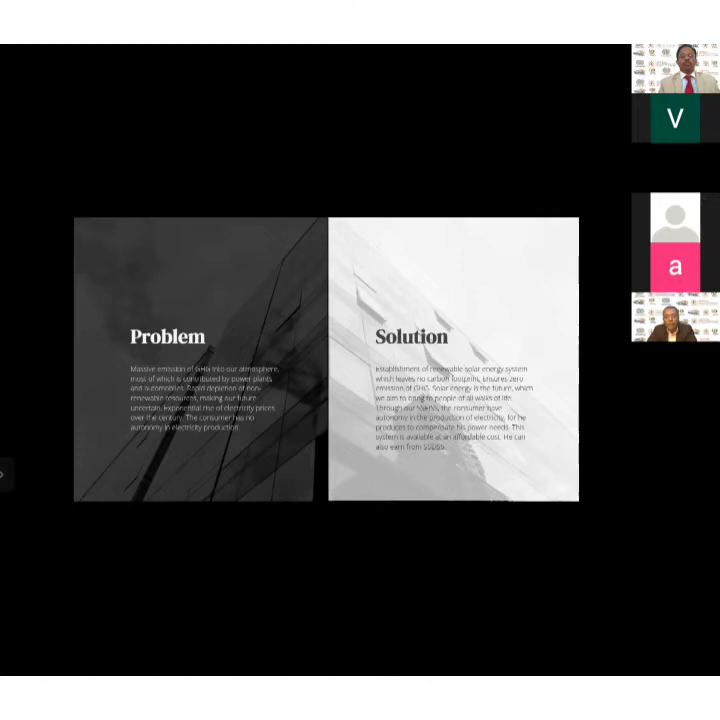 Problem
Massive emission of GHG into our atmosphere,
most of which is contributed by power plants
and automobiles. Rapid depletion of non-
renewable resources, making our future
uncertain. Exponential rise of electricity prices
over the century. The consumer has no
autonomy in electricity production.
Solution
Establishment of renewable solar energy system
which leaves no carbon footprint. Ensures zero
emission of GHG. Solar energy is the future, which
we aim to bring to people of all walks of life.
Through our the consumer have
autonomy in the production of electricity, for he
produces to compensate his power needs. This
system is available at an affordable cost. He can
also earn from
V
a